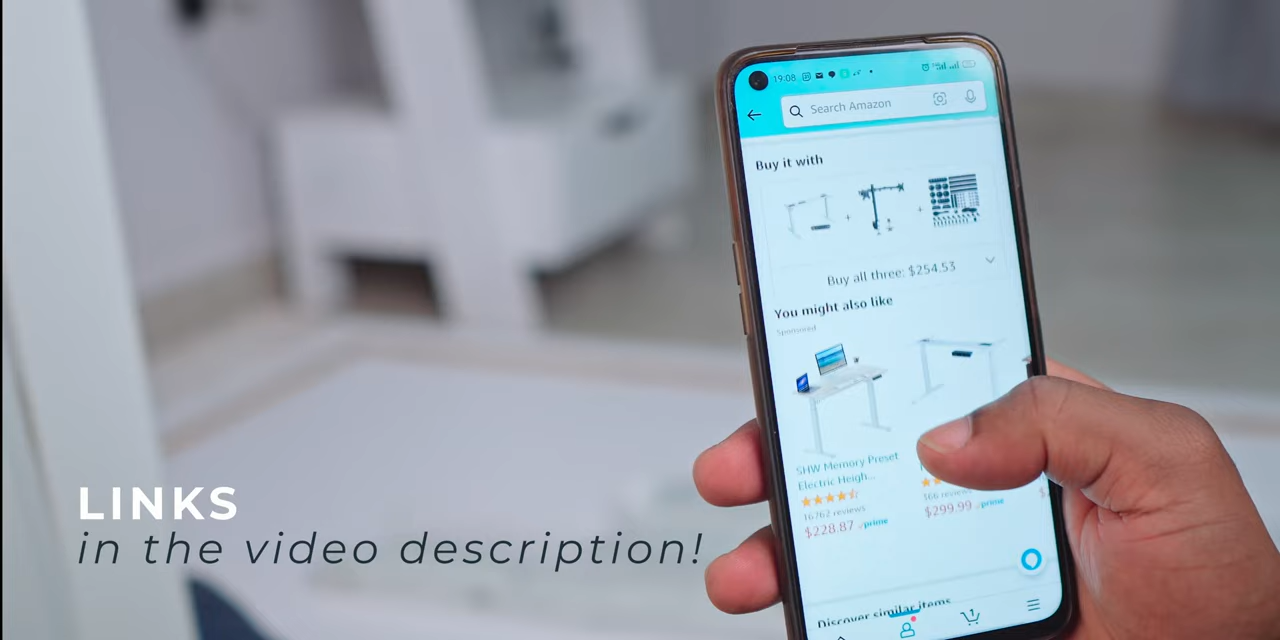 LINKS
in the video description!
19:08
Search Amazon
Buy it with
Buy all three: $254.53
You might also like
Sponsored
SHW Memory Preset
Electric Heigh...
16762 reviews
$228.87 prime
366 reviews
$299.99 prime
Discover similar items
1